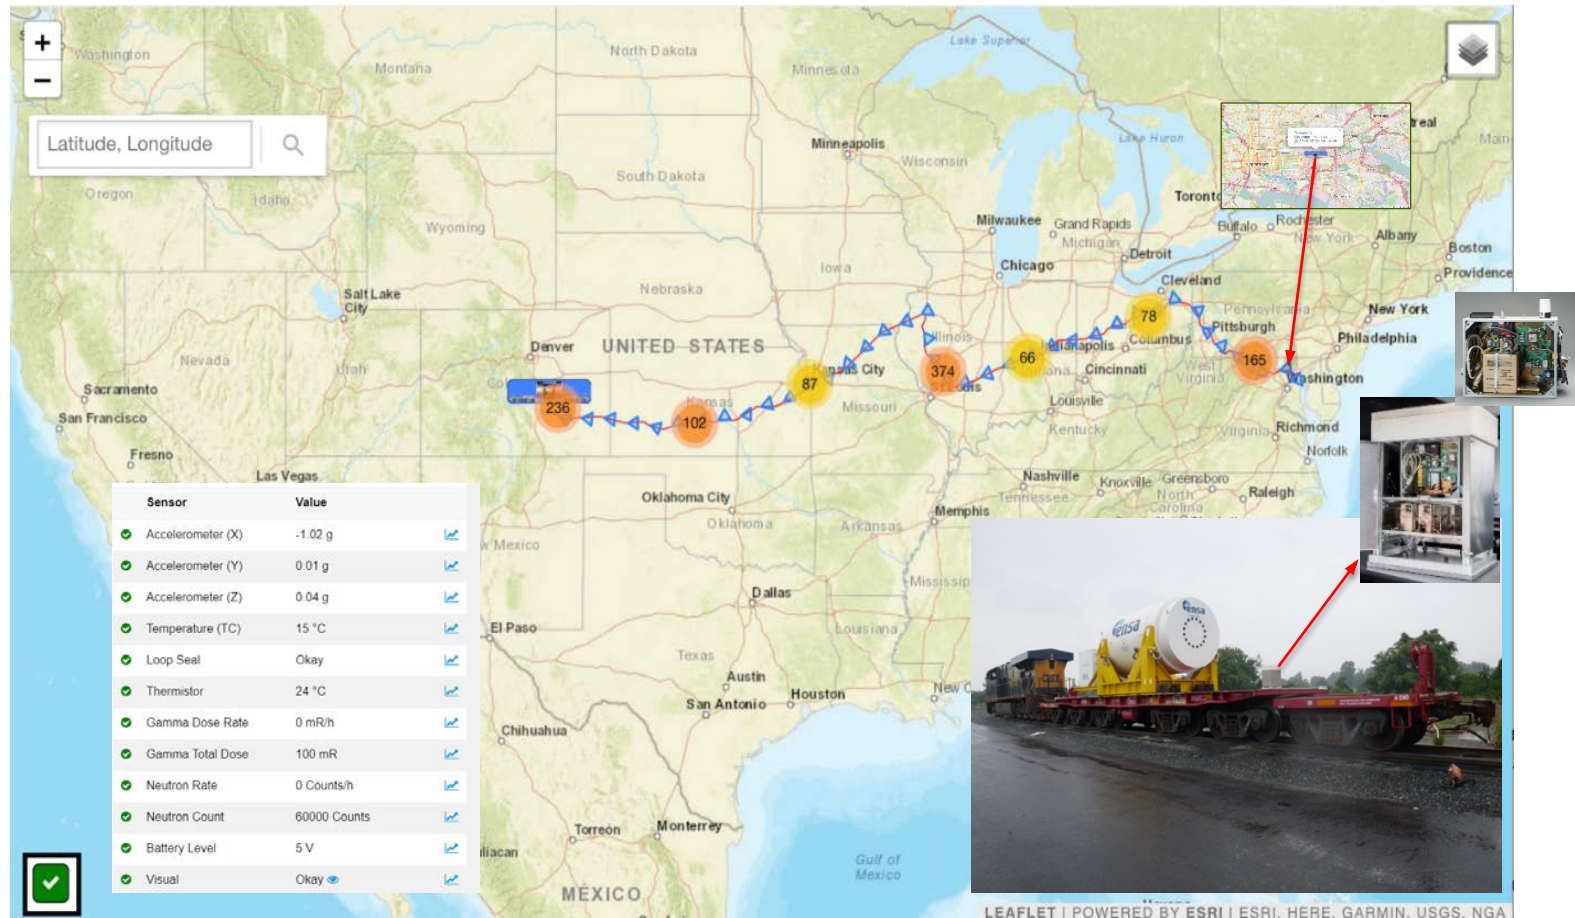 +
−
Latitude, Longitude
Washington
Montana
North Dakota
Minnesota
Lake Superior
Minneapolis
Wisconsin
Lake Huron
Oregon
Idaho
South Dakota
Toronto
Wyoming
Milwaukee
Grand Rapids
Michigan
Buffalo
Rochester
New York
Albany
Boston
Detroit
Chicago
Iowa
Providence
Salt Lake
City
Nebraska
Cleveland
Pennsylvania
New York
Philadelphia
Pittsburgh
78
Columbus
Denver
UNITED STATES
Illinois
Indianapolis
66
165
Nevada
Utah
Kansas City
374
Cincinnati
West
Virginia
Washington
87
Sacramento
San Francisco
236
102
Kansas
Missouri
Louisville
Kentucky
Virginia
Richmond
Norfolk
Fresno
Las Vegas
Oklahoma City
Oklahoma
Arkansas
Nashville
Tennessee
Knoxville
Greensboro
North
Carolina
Raleigh
Memphis
Mexico
Dallas
El Paso
Louisiana
Texas
Austin
San Antonio
Houston
Chihuahua
Torreón
Monterrey
MÉXICO
Gulf of
Mexico
Sensor Value
Accelerometer (X) -1.02 g
Accelerometer (Y) 0.01 g
Accelerometer (Z) 0.04 g
Temperature (TC) 15 °C
Loop Seal Okay
Thermistor 24 °C
Gamma Dose Rate 0 mR/h
Gamma Total Dose 100 mR
Neutron Rate 0 Counts/h
Neutron Count 60000 Counts
Battery Level 5 V
Visual Okay
ensa
ensa
LEAFLET | POWERED BY ESRI | ESRI, HERE, GARMIN, USGS, NGA